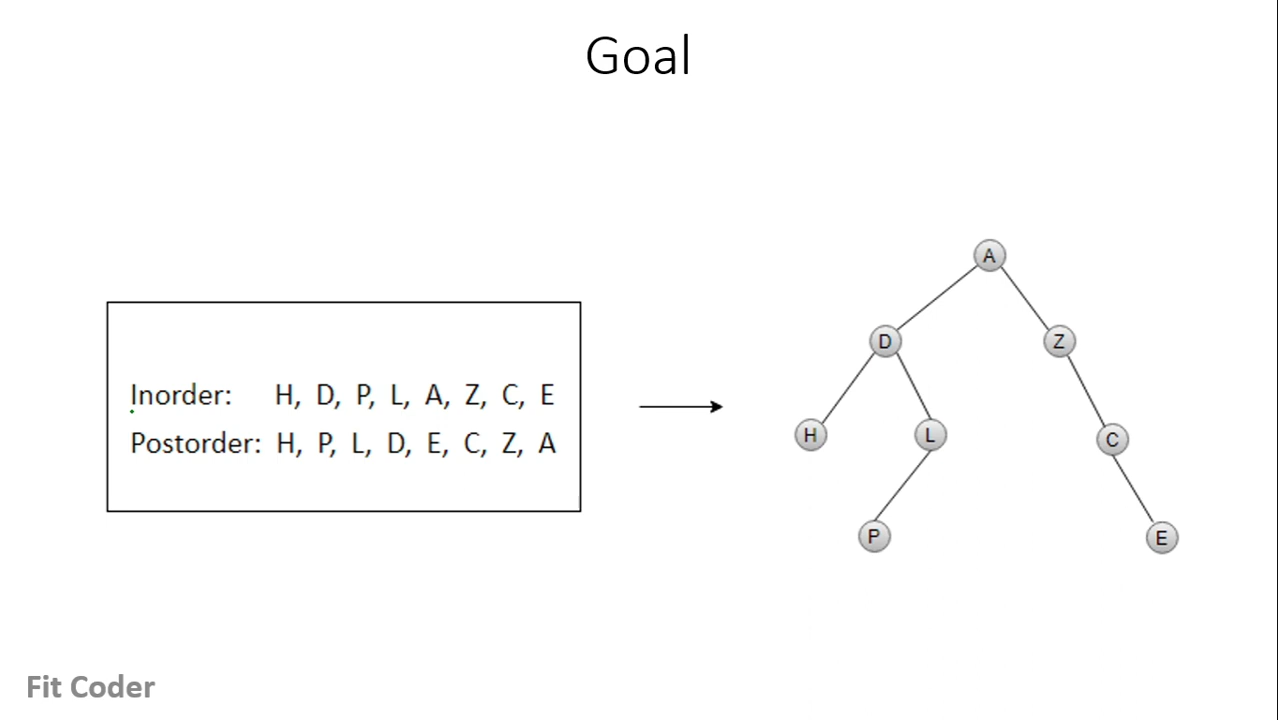 Goal
Inorder: H, D, P, L, A, Z, C, E
Postorder: H, P, L, D, E, C, Z, A
A
D
Z
H
L
C
P
E
Fit Coder